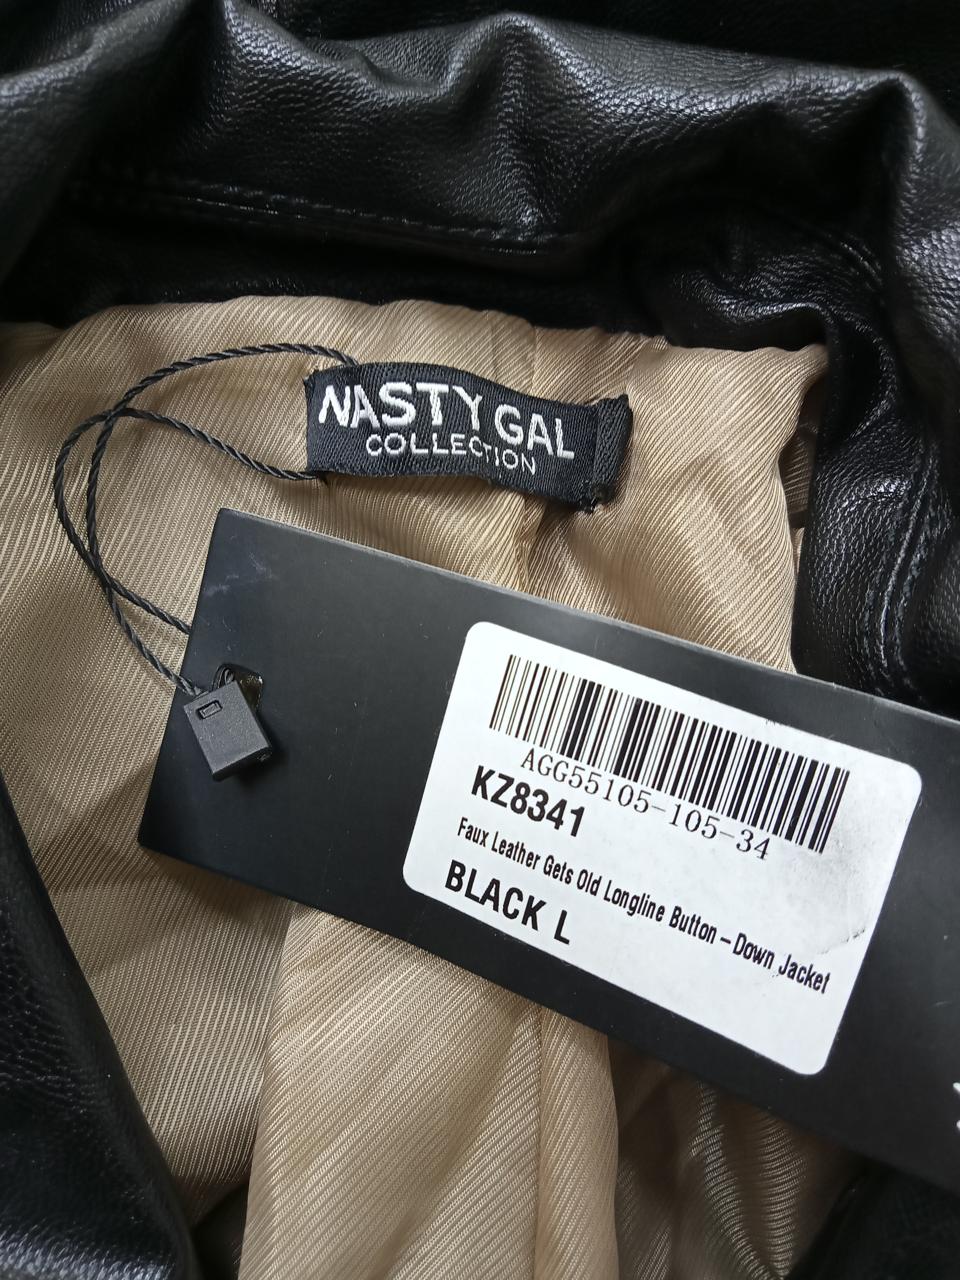 NASTY GAL
COLLECTION
AGG55105-105-34
KZ8341
Faux Leather Gets Old Longline Button-Down Jacket
BLACK L